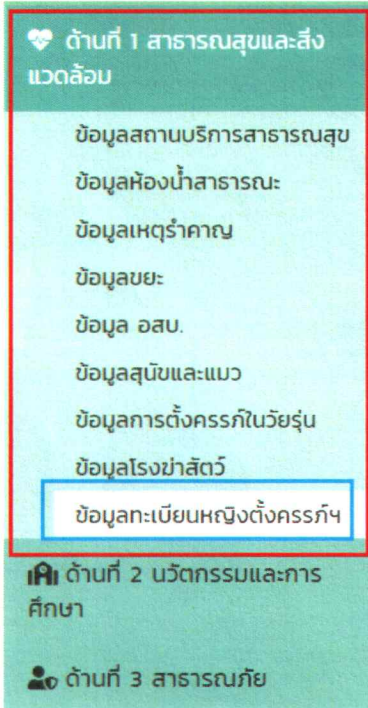 ด้านที่ 1 สาธารณสุขและสิ่ง
แวดล้อม
ข้อมูลสถานบริการสาธารณสุข
ข้อมูลห้องน้ำสาธารณะ
ข้อมูลเหตุรำคาญ
ข้อมูลขยะ
ข้อมูล อสบ.
ข้อมูลสุนัขและแมว
ข้อมูลการตั้งครรภ์ในวัยรุ่น
ข้อมูลโรงฆ่าสัตว์
ข้อมูลทะเบียนหญิงตั้งครรภ์ฯ
ด้านที่ 2 นวัตกรรมและการ
ศึกษา
ด้านที่ 3 สาธารณภัย